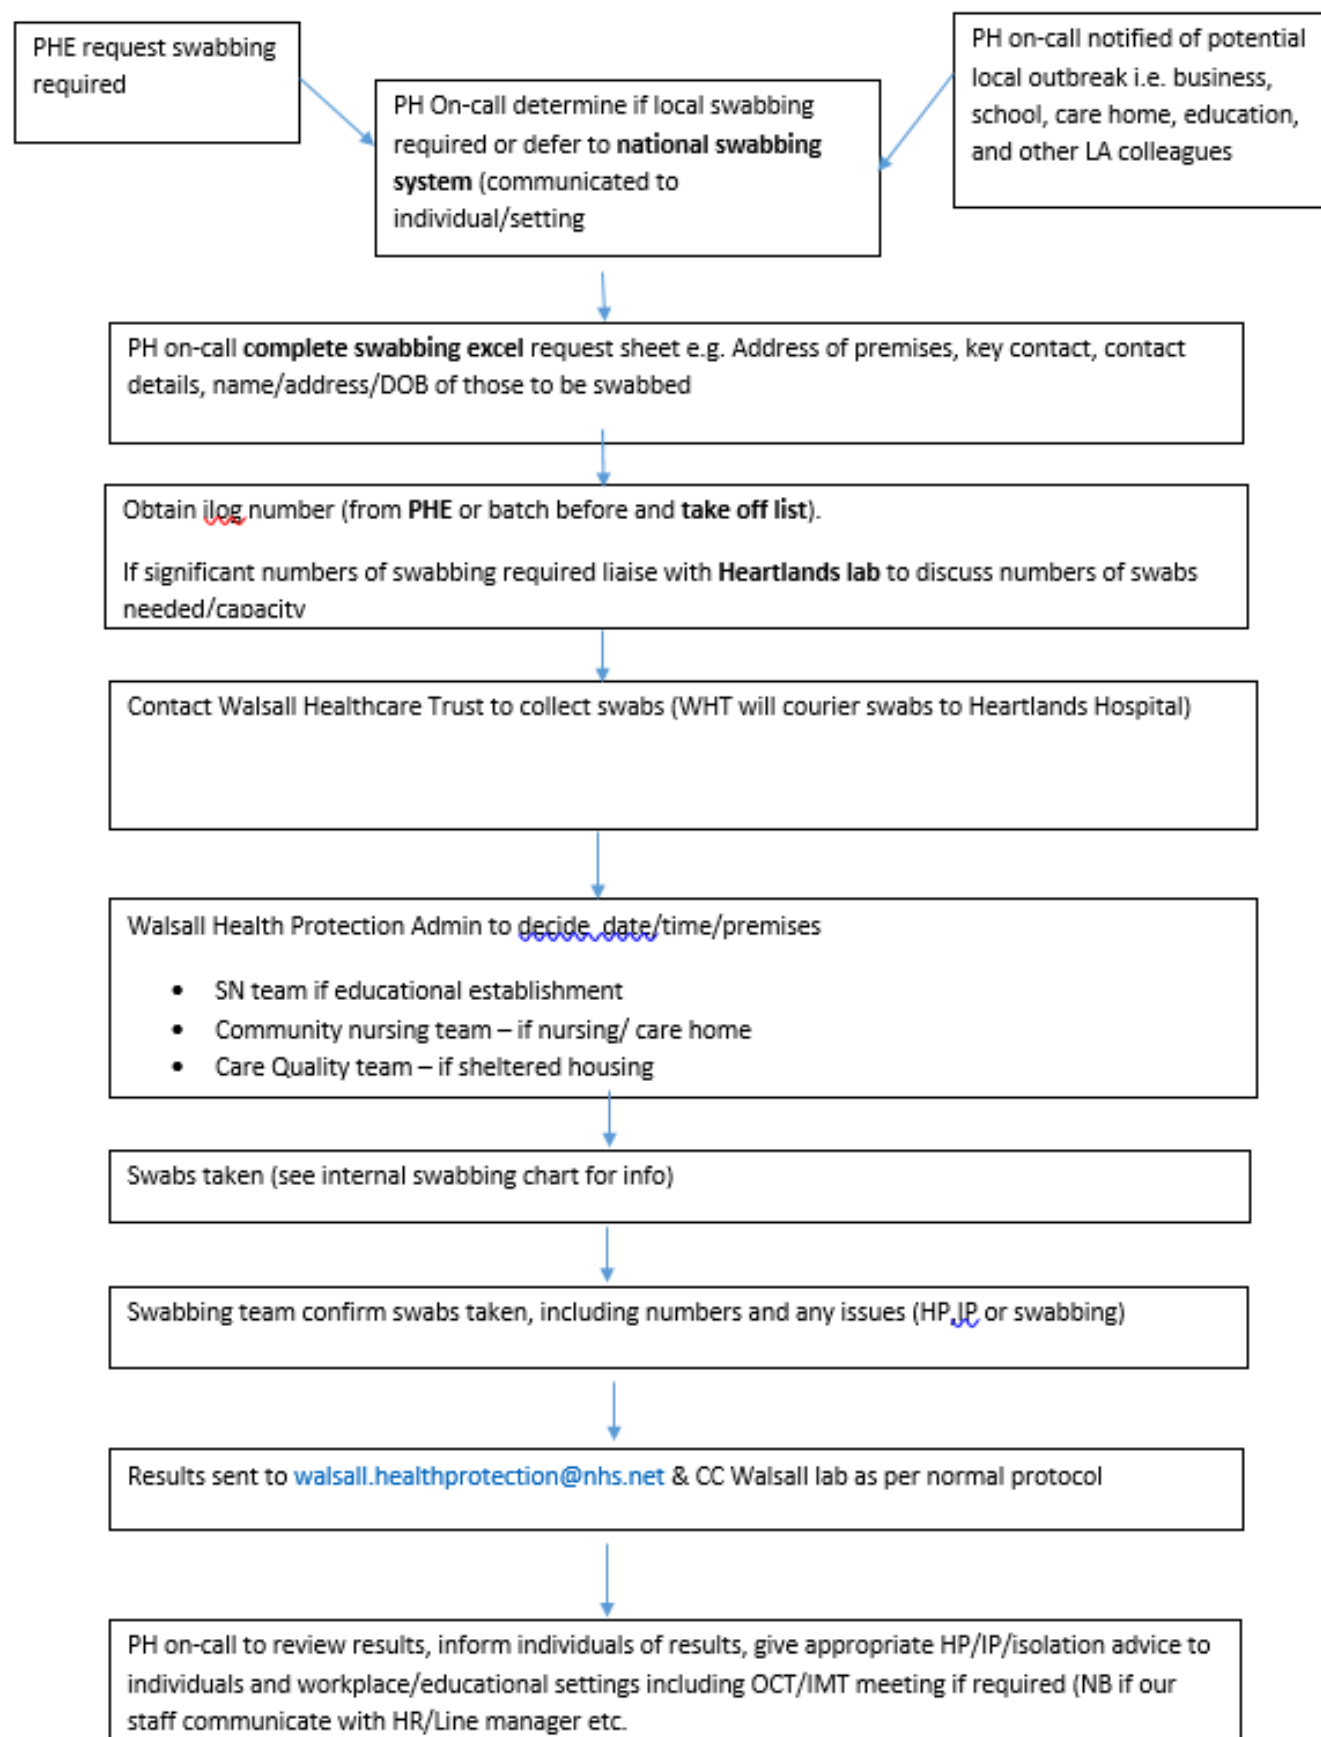 PHE request swabbing
required
PH on-call notified of potential
local outbreak i.e. business,
school, care home, education,
and other LA colleagues
PH On-call determine if local swabbing
required or defer to national swabbing
system (communicated to
individual/setting
PH on-call complete swabbing excel request sheet e.g. Address of premises, key contact, contact
details, name/address/DOB of those to be swabbed
Obtain ilog number (from PHE or batch before and take off list).
If significant numbers of swabbing required liaise with Heartlands lab to discuss numbers of swabs
needed/capacity
Contact Walsall Healthcare Trust to collect swabs (WHT will courier swabs to Heartlands Hospital)
Walsall Health Protection Admin to decide date/time/premises
• SN team if educational establishment
• Community nursing team – if nursing/ care home
• Care Quality team – if sheltered housing
Swabs taken (see internal swabbing chart for info)
Swabbing team confirm swabs taken, including numbers and any issues (HP,IP or swabbing)
Results sent to walsall.healthprotection@nhs.net & CC Walsall lab as per normal protocol
PH on-call to review results, inform individuals of results, give appropriate HP/IP/isolation advice to
individuals and workplace/educational settings including OCT/IMT meeting if required (NB if our
staff communicate with HR/Line manager etc.